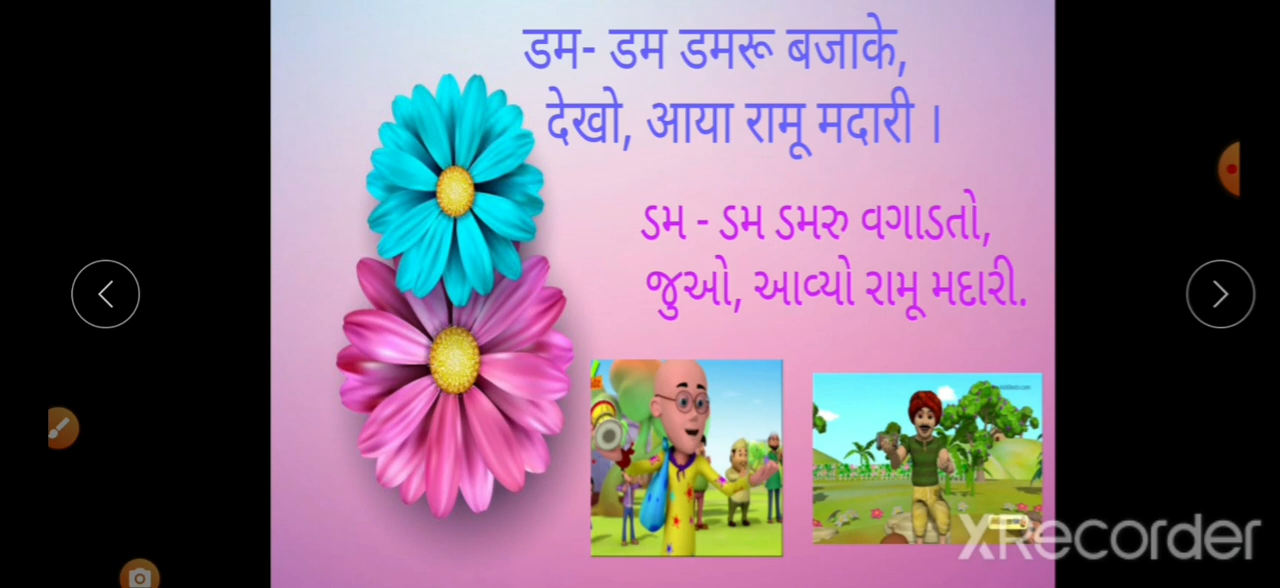 डम- डम डमरू बजाके,
देखो, आया रामू मदारी ।
ડમ - ડમ ડમરુ વગાડતો,
જુઓ, આવ્યો રામૂ મદારી.
XRecorder